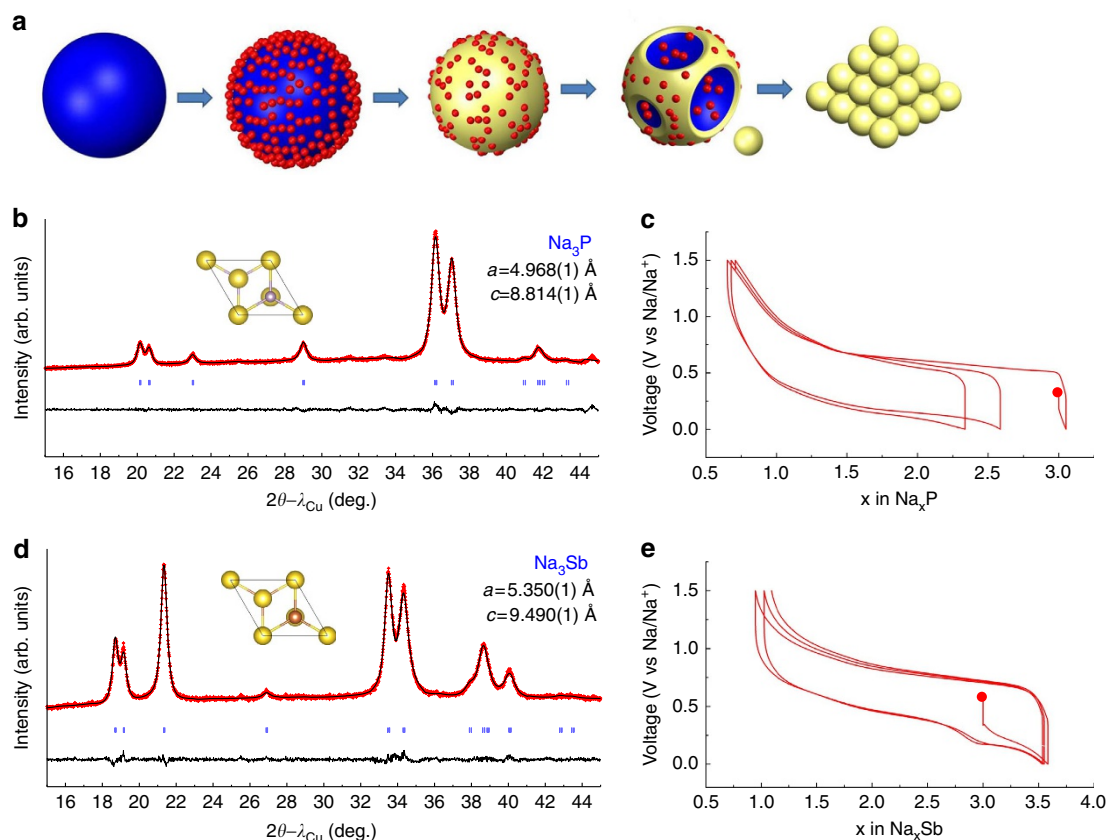 a
b
Intensity (arb. units)
Na₃P
a=4.968(1) Å
c=8.814(1) Å
15 16 18 20 22 24 26 28 30 32 34 36 38 40 42 44
2θ–λCu (deg.)
c
Voltage (V vs Na/Na⁺)
1.5
1.0
0.5
0.0
0.5 1.0 1.5 2.0 2.5 3.0
x in NaₓP
d
Intensity (arb. units)
Na₃Sb
a=5.350(1) Å
c=9.490(1) Å
15 16 18 20 22 24 26 28 30 32 34 36 38 40 42 44
2θ–λCu (deg.)
e
Voltage (V vs Na/Na⁺)
1.5
1.0
0.5
0.0
0.5 1.0 1.5 2.0 2.5 3.0 3.5 4.0
x in NaₓSb